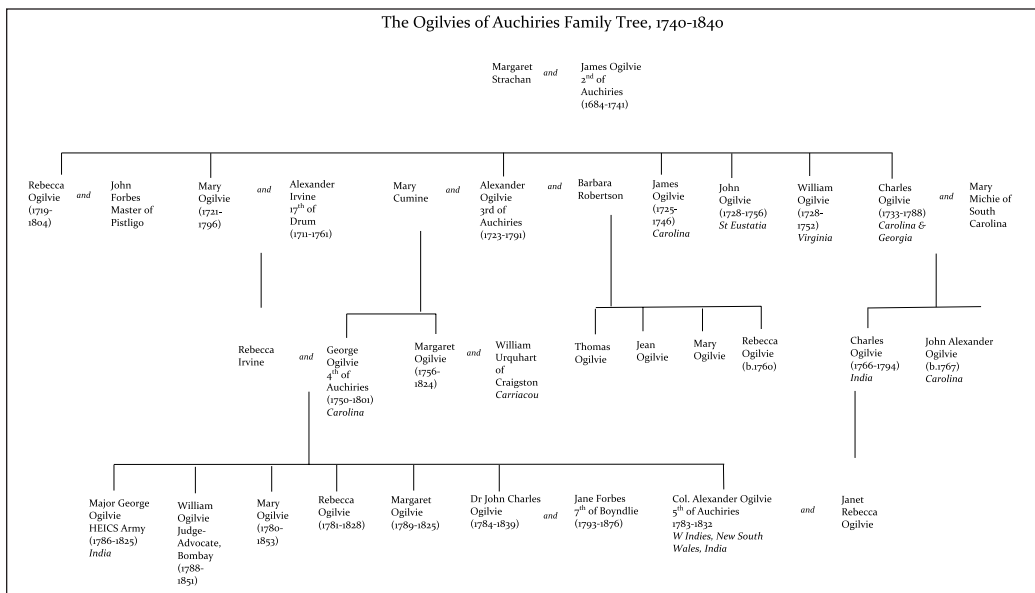 The Ogilvies of Auchiries Family Tree, 1740-1840
Margaret
Strachan
and
James Ogilvie
2nd of
Auchiries
(1684-1741)
Rebecca
Ogilvie
(1719-
1804)
and
John
Forbes
Master of
Pistligo
Mary
Ogilvie
(1721-
1796)
and
Alexander
Irvine
17th of
Drum
(1711-1761)
Mary
Cumine
and
Alexander
Ogilvie
3rd of
Auchiries
(1723-1791)
and
Barbara
Robertson
James
Ogilvie
(1725-
1746)
Carolina
John
Ogilvie
(1728-1756)
St Eustatia
William
Ogilvie
(1728-
1752)
Virginia
Charles
Ogilvie
(1733-1788)
Carolina &
Georgia
and
Mary
Michie of
South
Carolina
Rebecca
Irvine
and
George
Ogilvie
4th of
Auchiries
(1750-1801)
Carolina
Margaret
Ogilvie
(1756-
1824)
and
William
Urquhart
of
Craigston
Carriacou
Thomas
Ogilvie
Jean
Ogilvie
Mary
Ogilvie
Rebecca
Ogilvie
(b.1760)
Charles
Ogilvie
(1766-1794)
India
John Alexander
Ogilvie
(b.1767)
Carolina
Major George
Ogilvie
HEICS Army
(1786-1825)
India
William
Ogilvie
Judge-
Advocate,
Bombay
(1788-
1851)
Mary
Ogilvie
(1780-
1853)
Rebecca
Ogilvie
(1781-1828)
Margaret
Ogilvie
(1789-1825)
Dr John Charles
Ogilvie
(1784-1839)
and
Jane Forbes
7th of Boyndlie
(1793-1876)
Col. Alexander Ogilvie
5th of Auchiries
1783-1832
W Indies, New South
Wales, India
and
Janet
Rebecca
Ogilvie